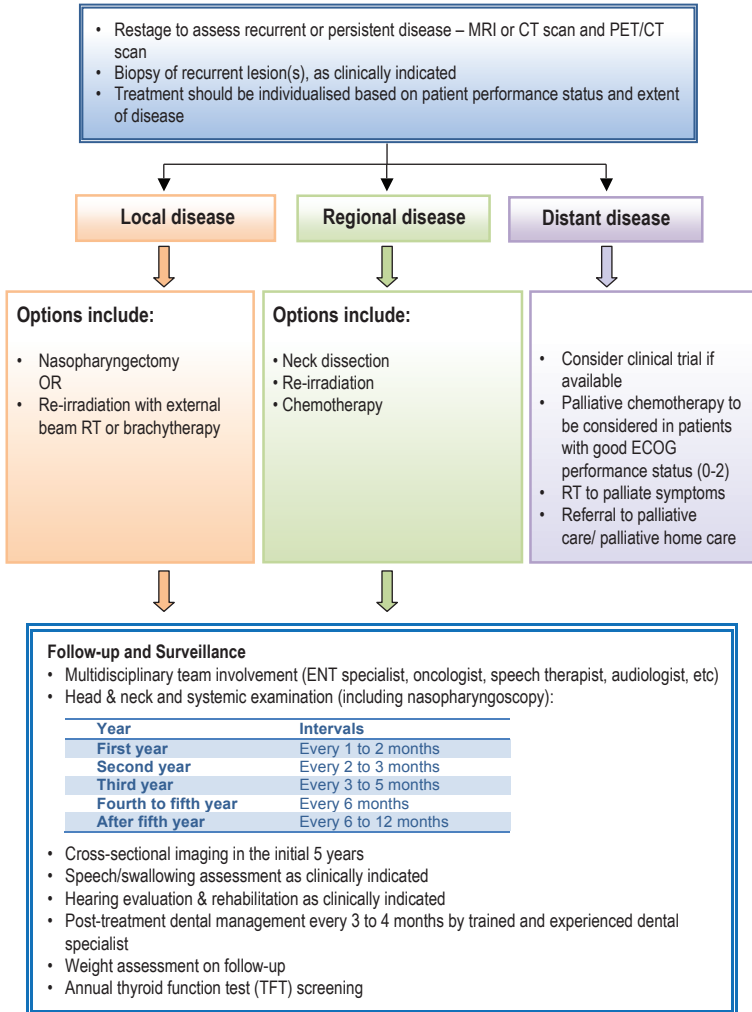 • Restage to assess recurrent or persistent disease – MRI or CT scan and PET/CT
scan
• Biopsy of recurrent lesion(s), as clinically indicated
• Treatment should be individualised based on patient performance status and extent
of disease
Local disease
Regional disease
Distant disease
Options include:
• Nasopharyngectomy
OR
• Re-irradiation with external
beam RT or brachytherapy
Options include:
• Neck dissection
• Re-irradiation
• Chemotherapy
• Consider clinical trial if
available
• Palliative chemotherapy to
be considered in patients
with good ECOG
performance status (0-2)
• RT to palliate symptoms
• Referral to palliative
care/ palliative home care
Follow-up and Surveillance
• Multidisciplinary team involvement (ENT specialist, oncologist, speech therapist, audiologist, etc)
• Head & neck and systemic examination (including nasopharyngoscopy):
Year Intervals
First year Every 1 to 2 months
Second year Every 2 to 3 months
Third year Every 3 to 5 months
Fourth to fifth year Every 6 months
After fifth year Every 6 to 12 months
• Cross-sectional imaging in the initial 5 years
• Speech/swallowing assessment as clinically indicated
• Hearing evaluation & rehabilitation as clinically indicated
• Post-treatment dental management every 3 to 4 months by trained and experienced dental
specialist
• Weight assessment on follow-up
• Annual thyroid function test (TFT) screening